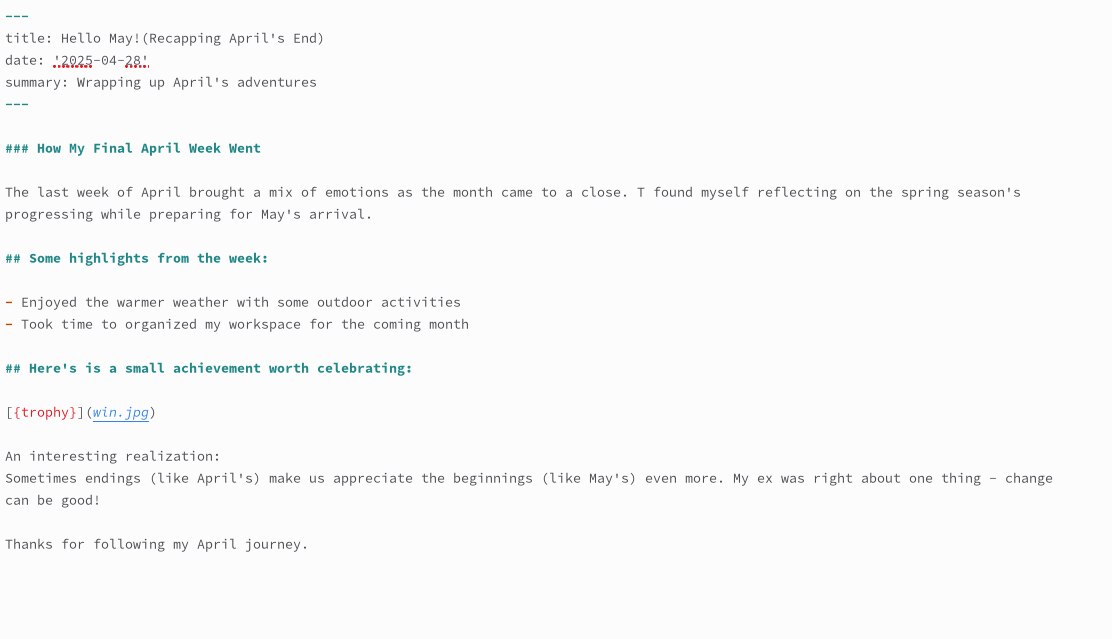 ---
title: Hello May!(Recapping April's End)
date: '2025-04-28'
summary: Wrapping up April's adventures
---
### How My Final April Week Went
The last week of April brought a mix of emotions as the month came to a close. T found myself reflecting on the spring season's
progressing while preparing for May's arrival.
## Some highlights from the week:
- Enjoyed the warmer weather with some outdoor activities
- Took time to organized my workspace for the coming month
## Here's is a small achievement worth celebrating:
[{trophy}](win.jpg)
An interesting realization:
Sometimes endings (like April's) make us appreciate the beginnings (like May's) even more. My ex was right about one thing - change
can be good!
Thanks for following my April journey.